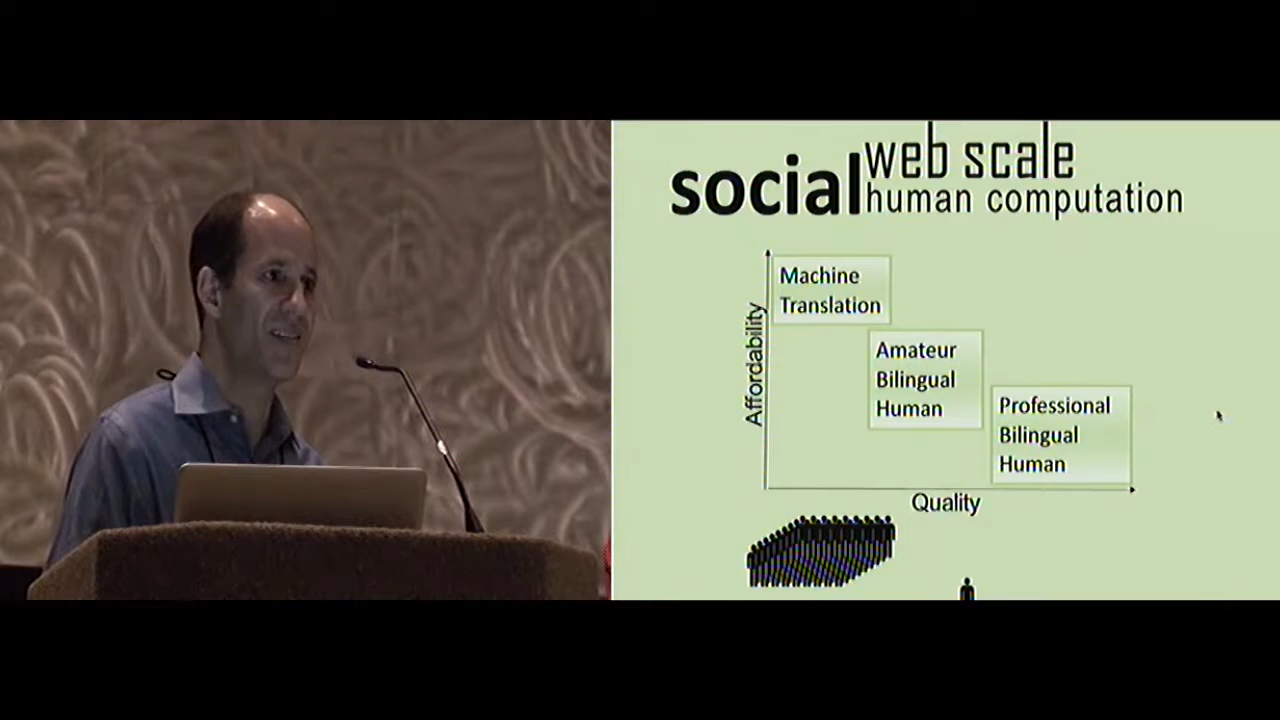 social web scale
human computation
Machine
Translation
Amateur
Bilingual
Human
Professional
Bilingual
Human
Affordability
Quality